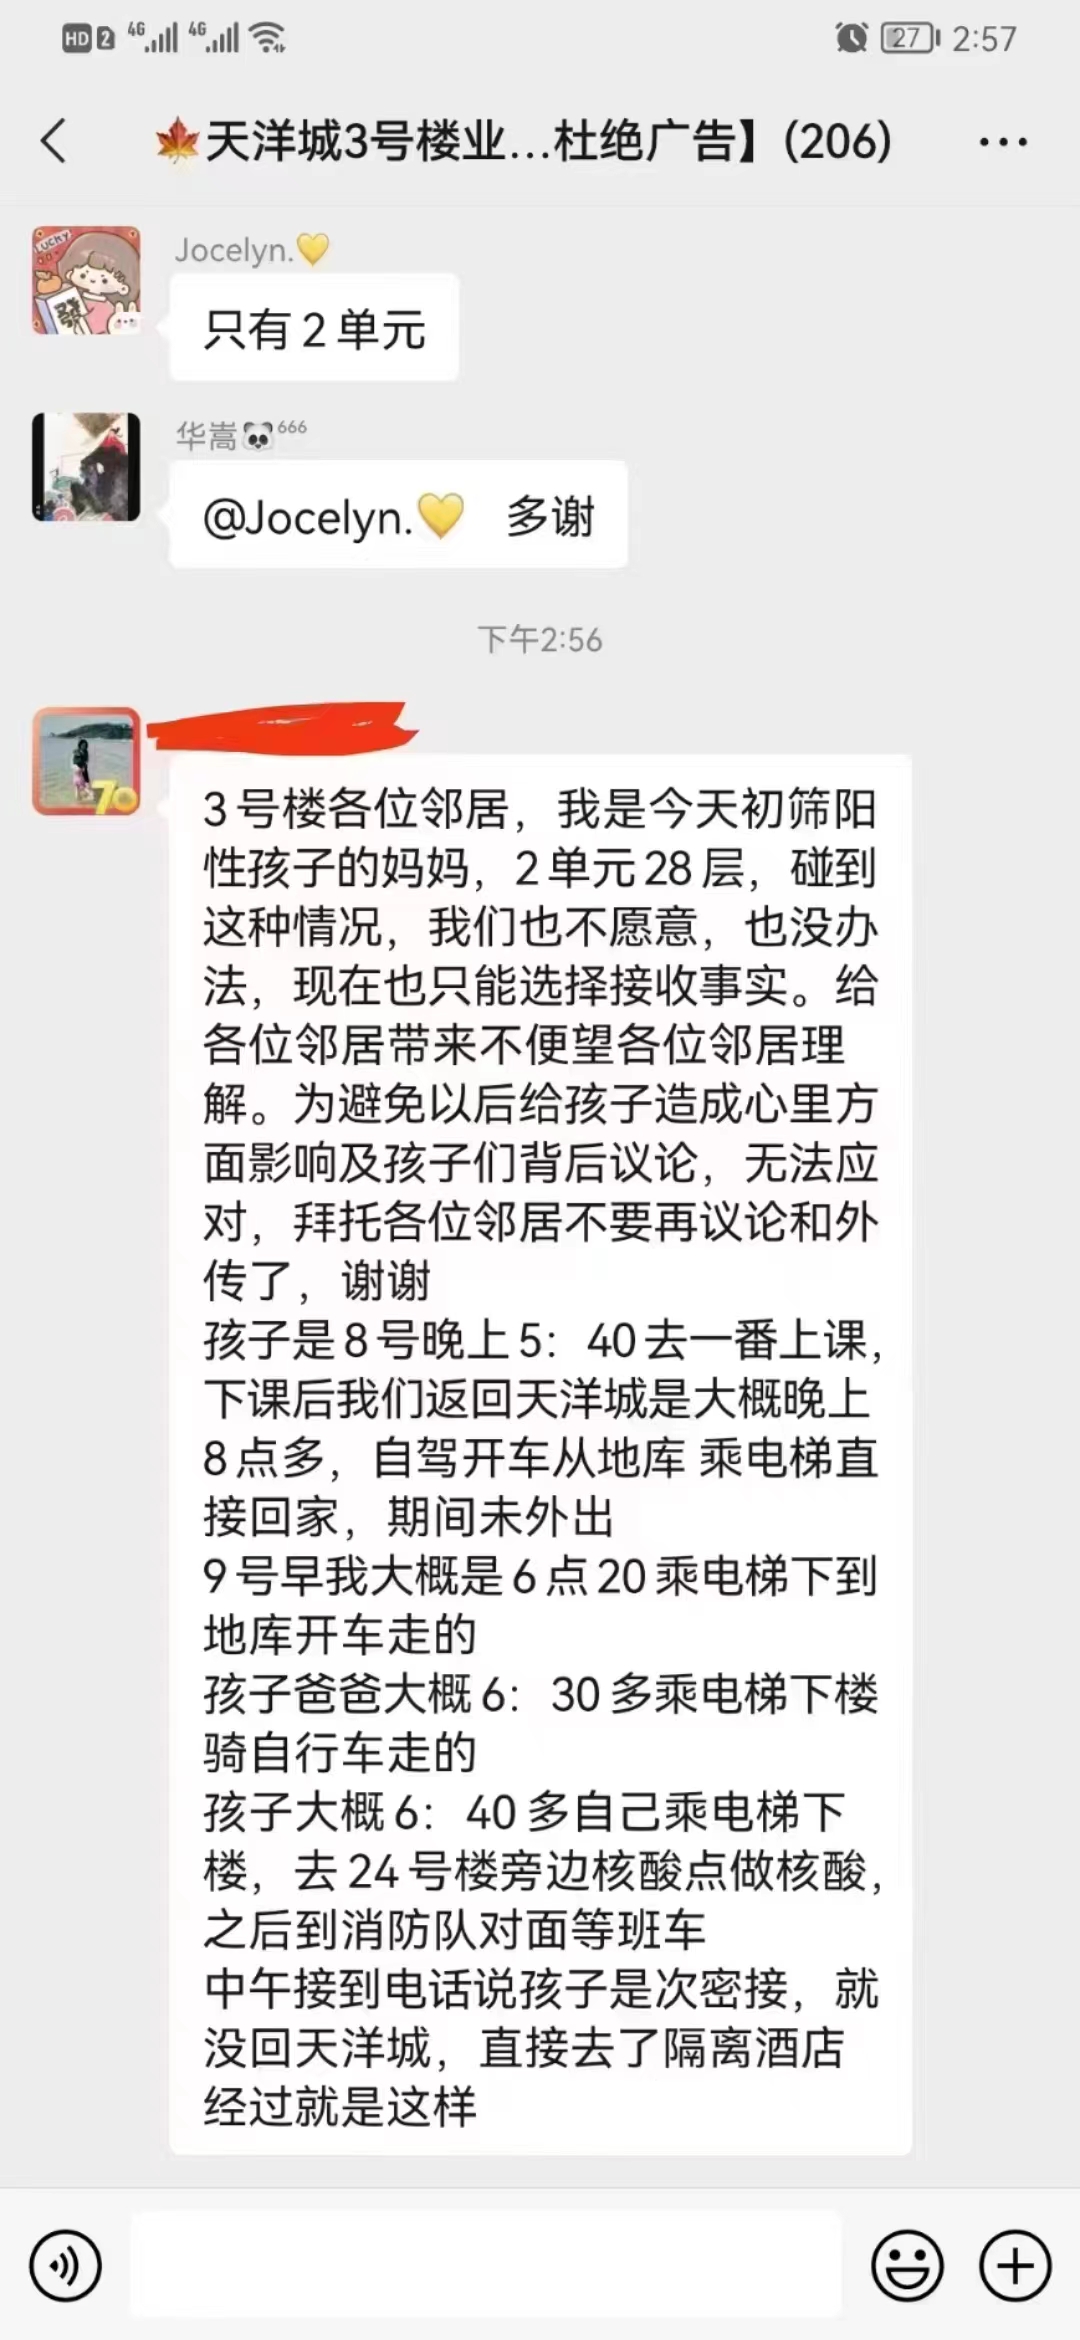 HD 2 4G 4G 27 2:57
🍁天洋城3号楼业...杜绝广告】(206)
Jocelyn.💛
只有2单元
华嵩🐼666
@Jocelyn.💛 多谢
下午2:56
3号楼各位邻居，我是今天初筛阳
性孩子的妈妈，2单元28层，碰到
这种情况，我们也不愿意，也没办
法，现在也只能选择接收事实。给
各位邻居带来不便望各位邻居理
解。为避免以后给孩子造成心里方
面影响及孩子们背后议论，无法应
对，拜托各位邻居不要再议论和外
传了，谢谢
孩子是8号晚上5：40去一番上课，
下课后我们返回天洋城是大概晚上
8点多，自驾开车从地库 乘电梯直
接回家，期间未外出
9号早我大概是6点20乘电梯下到
地库开车走的
孩子爸爸大概6：30多乘电梯下楼
骑自行车走的
孩子大概6：40多自己乘电梯下
楼，去24号楼旁边核酸点做核酸，
之后到消防队对面等班车
中午接到电话说孩子是次密接，就
没回天洋城，直接去了隔离酒店
经过就是这样